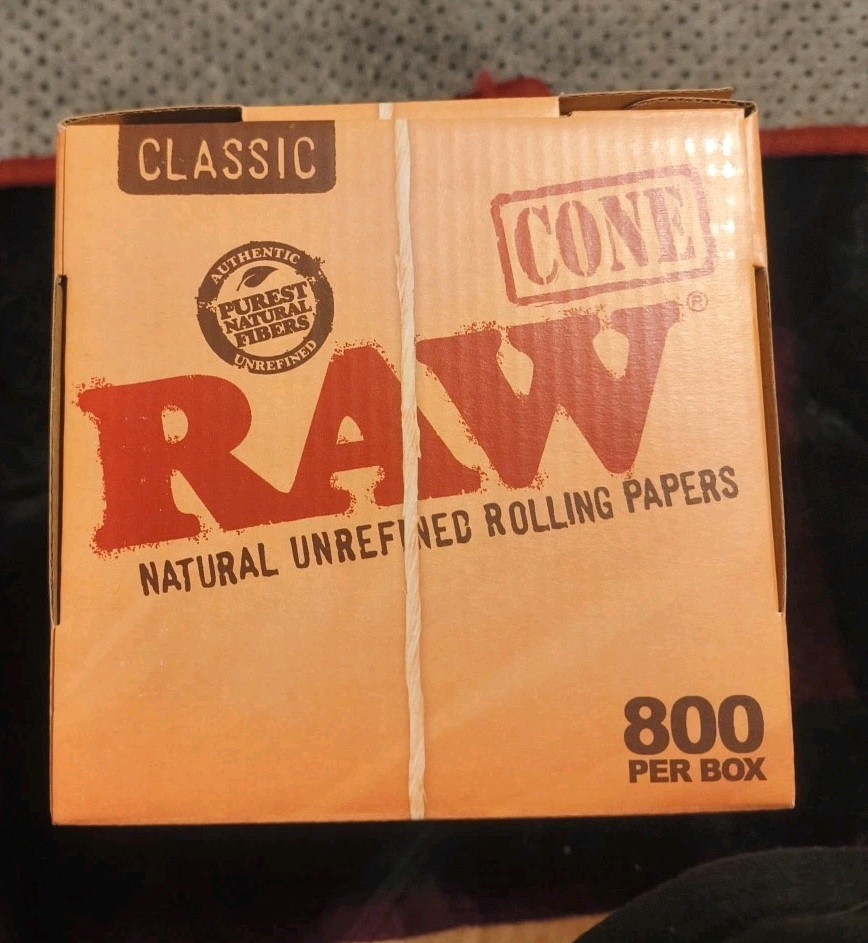 CLASSIC
CONE
AUTHENTIC
PUREST
NATURAL
FIBERS
UNREFINED
RAW®
NATURAL UNREFINED ROLLING PAPERS
800
PER BOX